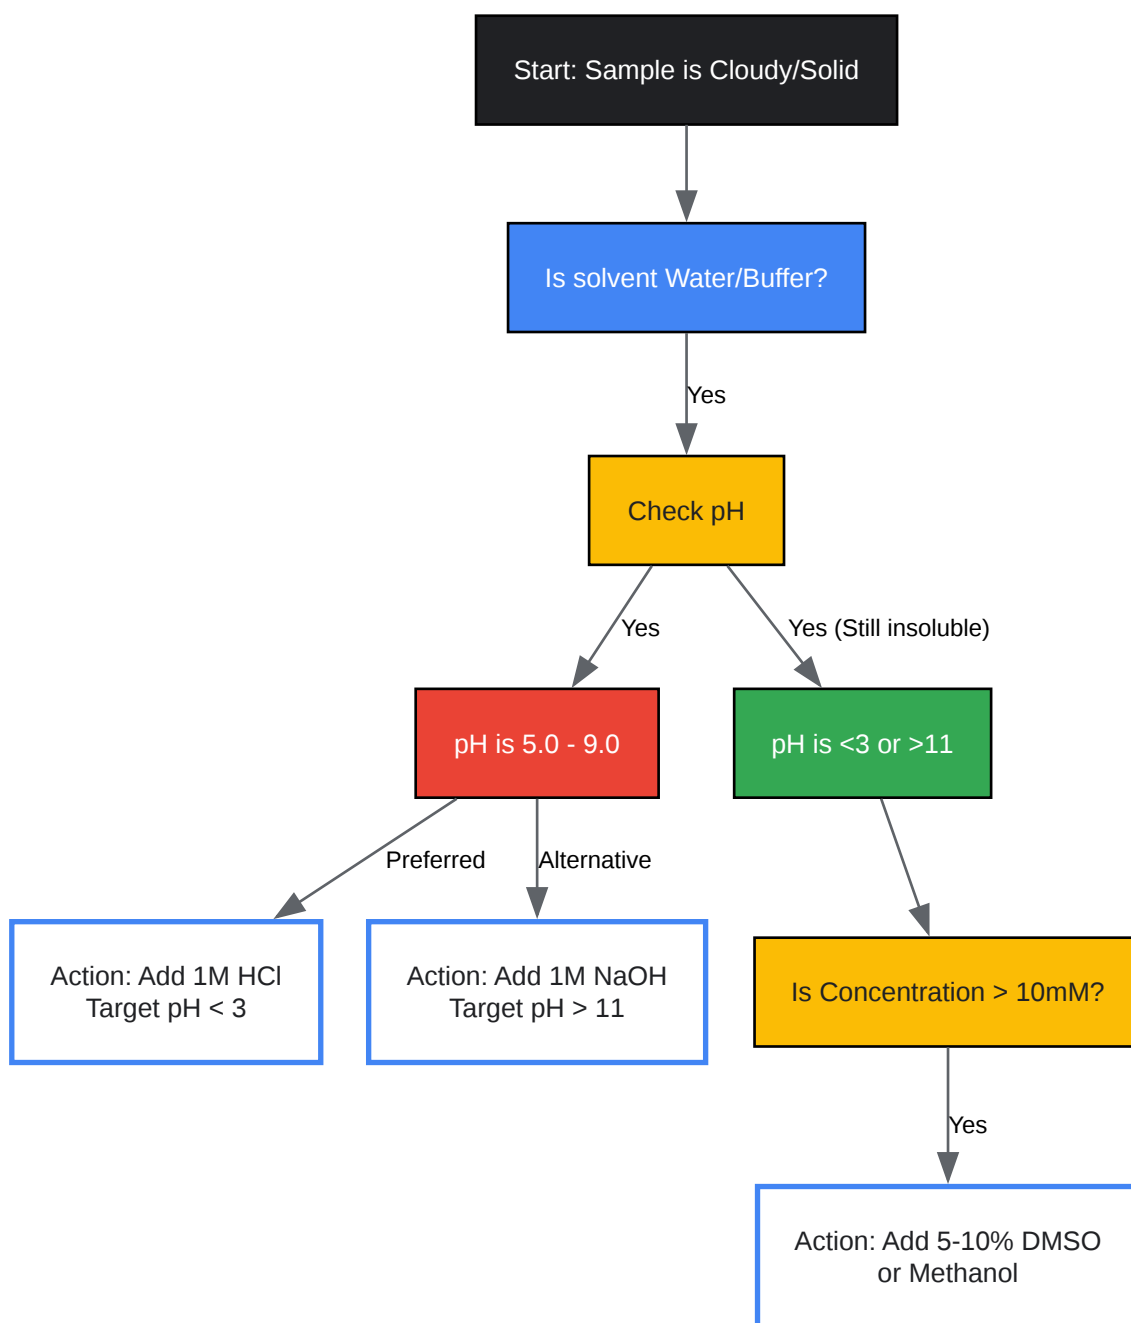 Start: Sample is Cloudy/Solid
Is solvent Water/Buffer?
Yes
Check pH
Yes
Yes (Still insoluble)
pH is 5.0 - 9.0
pH is <3 or >11
Preferred
Alternative
Action: Add 1M HCl
Target pH < 3
Action: Add 1M NaOH
Target pH > 11
Is Concentration > 10mM?
Yes
Action: Add 5-10% DMSO
or Methanol